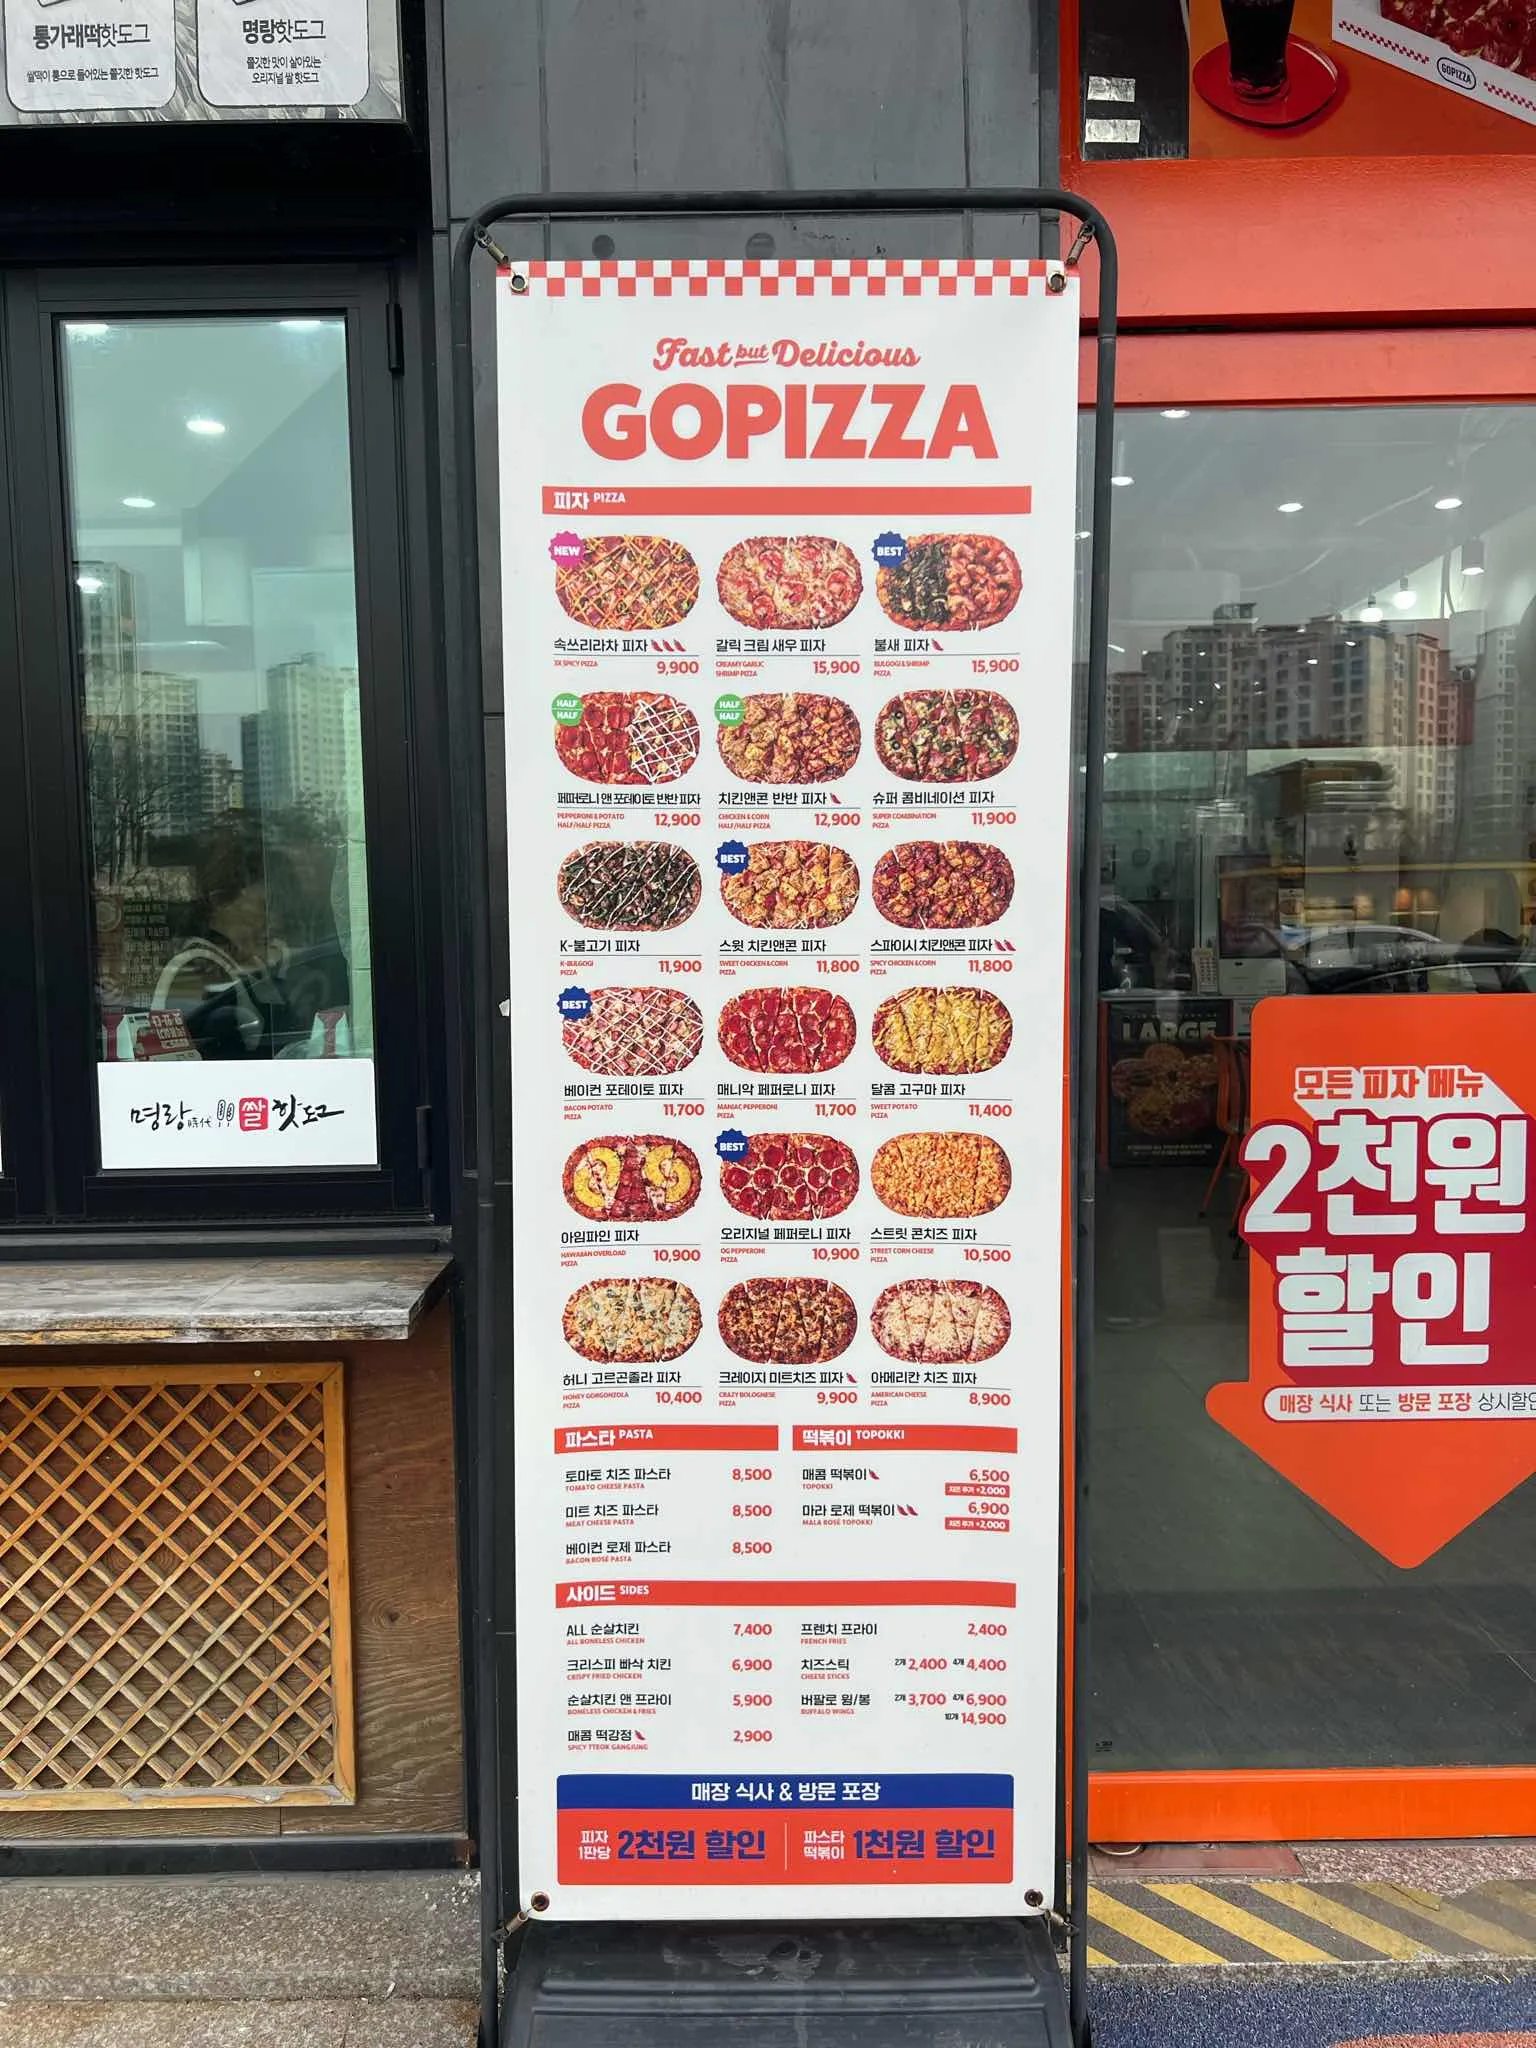 통가래떡핫도그
쌀떡이 통으로 들어있는 쫄깃한 핫도그
명랑핫도그
쫄깃한 맛이 살아있는
오리지널 쌀 핫도그
GOPIZZA
Fast but Delicious
GOPIZZA
피자 PIZZA
NEW
BEST
속쓰리라차 피자
3X SPICY PIZZA
9,900
갈릭 크림 새우 피자
CREAMY GARLIC
SHRIMP PIZZA
15,900
불새 피자
BULGOGI & SHRIMP
PIZZA
15,900
HALF
HALF
HALF
HALF
페퍼로니 앤 포테이토 반반 피자
PEPPERONI & POTATO
HALF/HALF PIZZA
12,900
치킨앤콘 반반 피자
CHICKEN & CORN
HALF/HALF PIZZA
12,900
슈퍼 콤비네이션 피자
SUPER COMBINATION
PIZZA
11,900
BEST
K-불고기 피자
K-BULGOGI
PIZZA
11,900
스윗 치킨앤콘 피자
SWEET CHICKEN & CORN
PIZZA
11,800
스파이시 치킨앤콘 피자
SPICY CHICKEN & CORN
PIZZA
11,800
BEST
베이컨 포테이토 피자
BACON POTATO
PIZZA
11,700
매니악 페퍼로니 피자
MANIAC PEPPERONI
PIZZA
11,700
달콤 고구마 피자
SWEET POTATO
PIZZA
11,400
BEST
아임파인 피자
HAWAIIAN OVERLOAD
PIZZA
10,900
오리지널 페퍼로니 피자
OG PEPPERONI
PIZZA
10,900
스트릿 콘치즈 피자
STREET CORN CHEESE
PIZZA
10,500
허니 고르곤졸라 피자
HONEY GORGONZOLA
PIZZA
10,400
크레이지 미트치즈 피자
CRAZY BOLOGNESE
PIZZA
9,900
아메리칸 치즈 피자
AMERICAN CHEESE
PIZZA
8,900
파스타 PASTA
토마토 치즈 파스타 8,500
TOMATO CHEESE PASTA
미트 치즈 파스타 8,500
MEAT CHEESE PASTA
베이컨 로제 파스타 8,500
BACON ROSÉ PASTA
떡볶이 TOPOKKI
매콤 떡볶이 6,500
TOPOKKI
치즈 추가 +2,000
마라 로제 떡볶이 6,900
MALA ROSÉ TOPOKKI
치즈 추가 +2,000
사이드 SIDES
ALL 순살치킨 7,400
ALL BONELESS CHICKEN
크리스피 빠삭 치킨 6,900
CRISPY FRIED CHICKEN
순살치킨 앤 프라이 5,900
BONELESS CHICKEN & FRIES
매콤 떡강정 2,900
SPICY TTEOK GANGJUNG
프렌치 프라이 2,400
FRENCH FRIES
치즈스틱 2개 2,400 4개 4,400
CHEESE STICKS
버팔로 윙/봉 2개 3,700 4개 6,900
BUFFALO WINGS
10개 14,900
매장 식사 & 방문 포장
피자
1판당
2천원 할인
파스타
떡볶이
1천원 할인
명랑時代 쌀 핫도그
LARGE
모든 피자 메뉴
2천원
할인
매장 식사 또는 방문 포장 상시할인